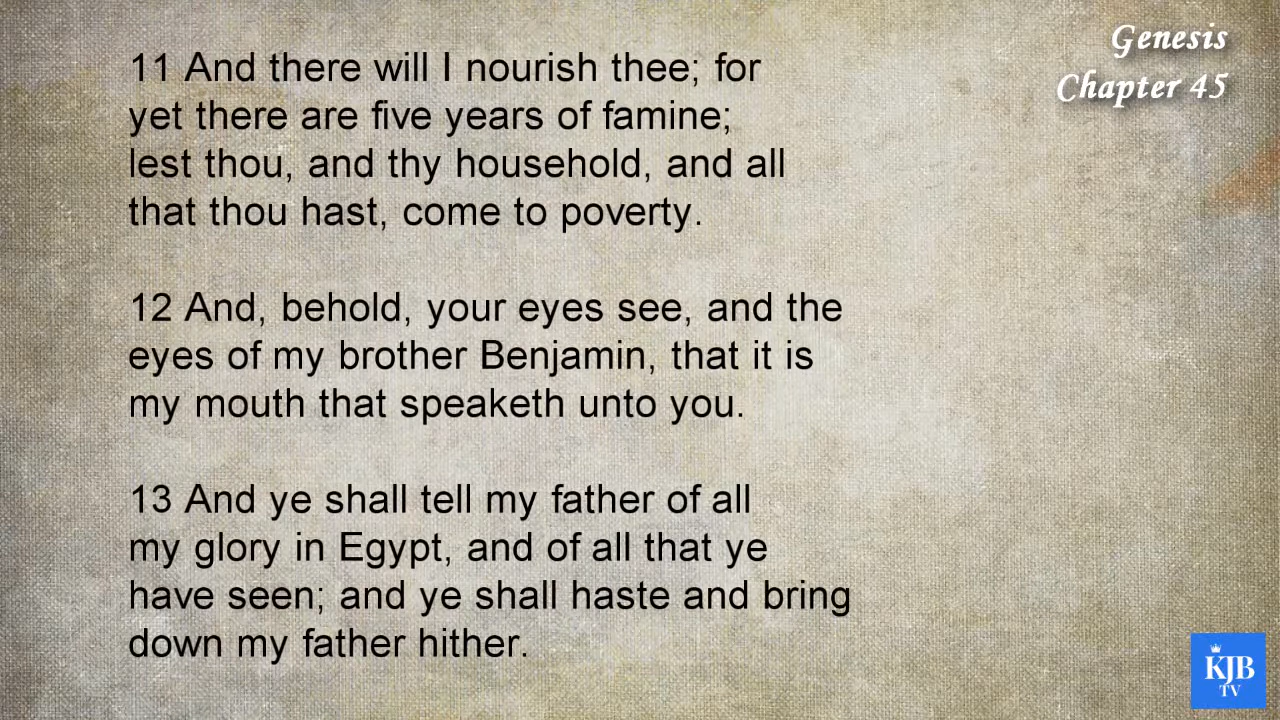 Genesis
Chapter 45
11 And there will I nourish thee; for
yet there are five years of famine;
lest thou, and thy household, and all
that thou hast, come to poverty.
12 And, behold, your eyes see, and the
eyes of my brother Benjamin, that it is
my mouth that speaketh unto you.
13 And ye shall tell my father of all
my glory in Egypt, and of all that ye
have seen; and ye shall haste and bring
down my father hither.
KJB
TV